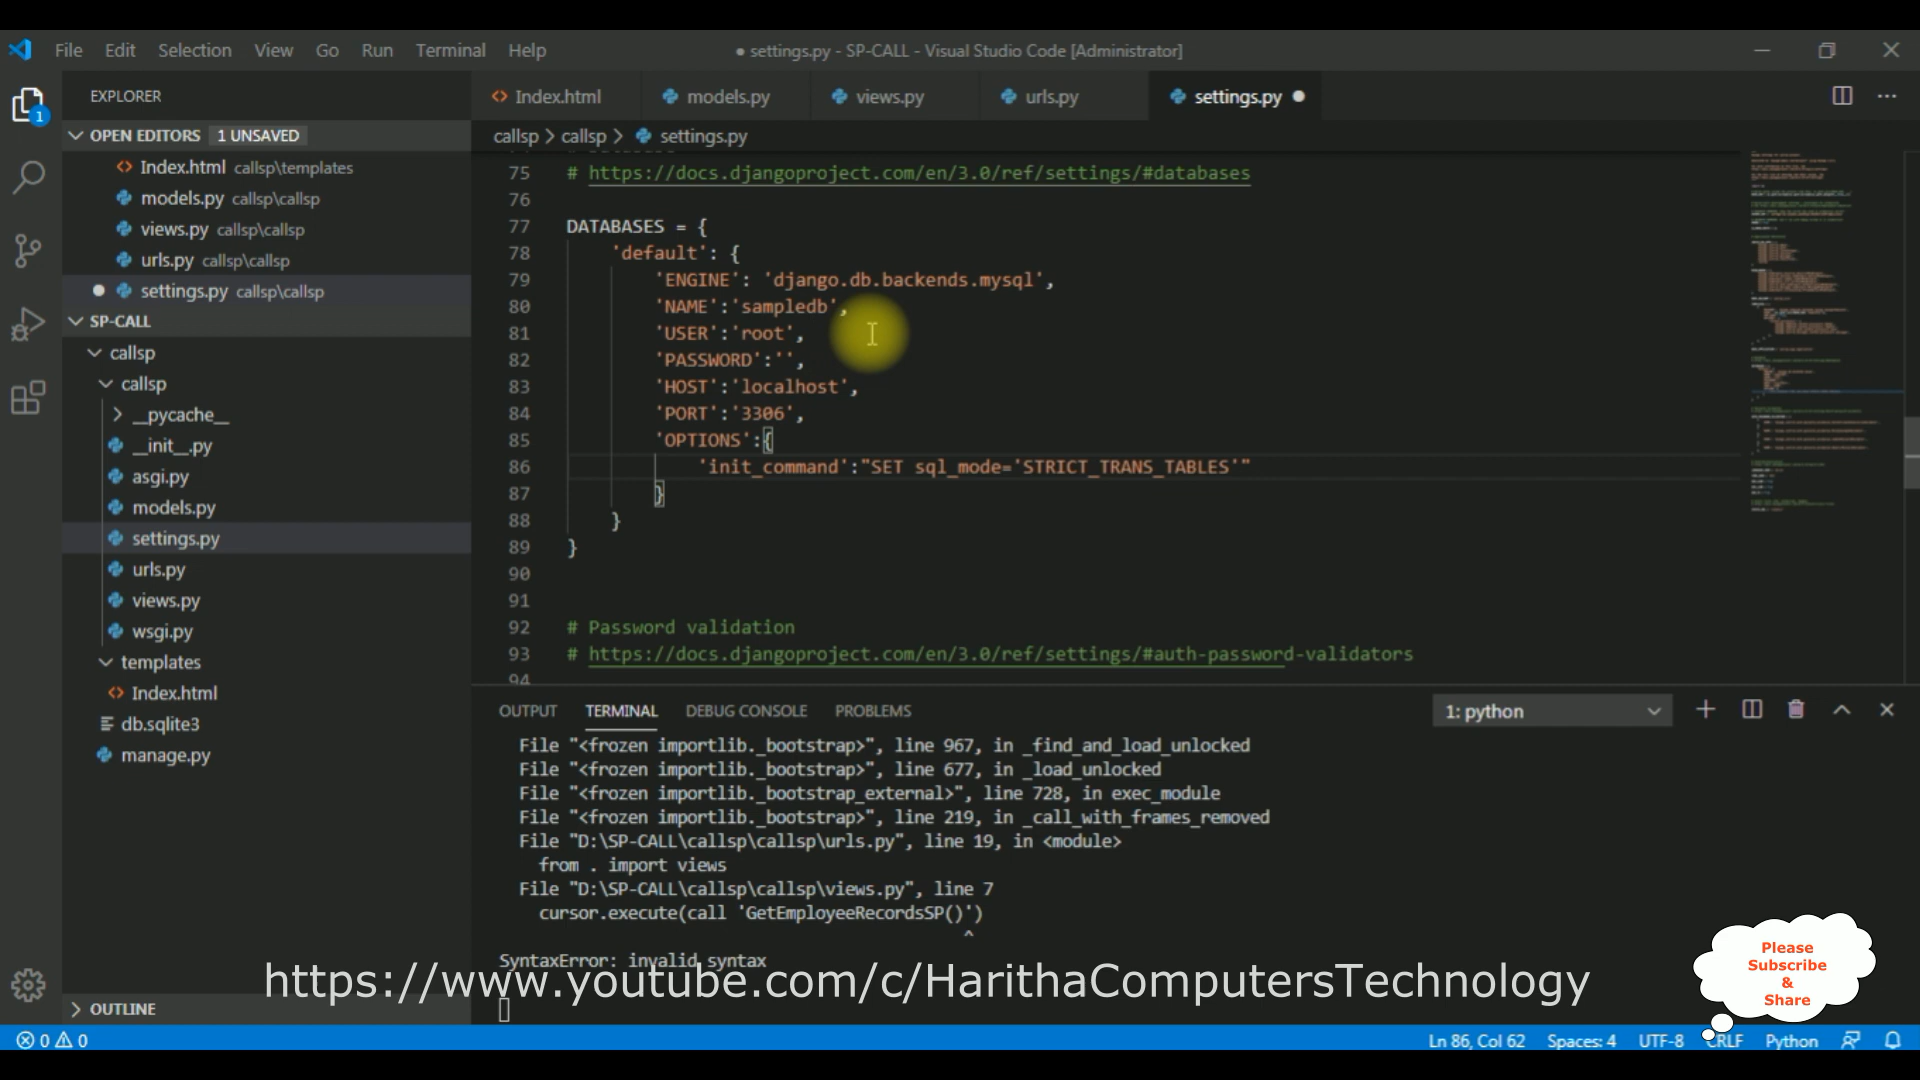 File Edit Selection View Go Run Terminal Help
● settings.py - SP-CALL - Visual Studio Code [Administrator]
EXPLORER
OPEN EDITORS 1 UNSAVED
Index.html callsp\templates
models.py callsp\callsp
views.py callsp\callsp
urls.py callsp\callsp
settings.py callsp\callsp
SP-CALL
callsp
callsp
__pycache__
__init__.py
asgi.py
models.py
settings.py
urls.py
views.py
wsgi.py
templates
Index.html
db.sqlite3
manage.py
OUTLINE
1
Index.html models.py views.py urls.py settings.py
callsp > callsp > settings.py
75 # https://docs.djangoproject.com/en/3.0/ref/settings/#databases
76
77 DATABASES = {
78 'default': {
79 'ENGINE': 'django.db.backends.mysql',
80 'NAME':'sampledb',
81 'USER':'root',
82 'PASSWORD':'',
83 'HOST':'localhost',
84 'PORT':'3306',
85 'OPTIONS':{
86 'init_command':"SET sql_mode='STRICT_TRANS_TABLES'"
87 }
88 }
89 }
90
91
92 # Password validation
93 # https://docs.djangoproject.com/en/3.0/ref/settings/#auth-password-validators
94
OUTPUT TERMINAL DEBUG CONSOLE PROBLEMS
1: python
File "<frozen importlib._bootstrap>", line 967, in _find_and_load_unlocked
File "<frozen importlib._bootstrap>", line 677, in _load_unlocked
File "<frozen importlib._bootstrap_external>", line 728, in exec_module
File "<frozen importlib._bootstrap>", line 219, in _call_with_frames_removed
File "D:\SP-CALL\callsp\callsp\urls.py", line 19, in <module>
from . import views
File "D:\SP-CALL\callsp\callsp\views.py", line 7
cursor.execute(call 'GetEmployeeRecordsSP()')
^
SyntaxError: invalid syntax
https://www.youtube.com/c/HarithaComputersTechnology
Please
Subscribe
&
Share
0 0
Ln 86, Col 62 Spaces: 4 UTF-8 CRLF Python